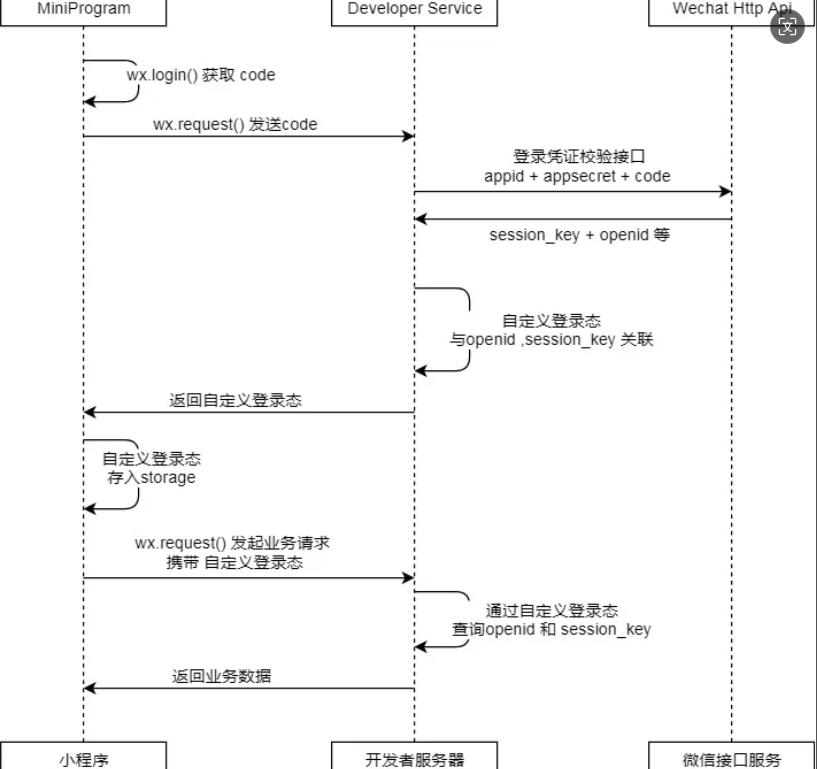 MiniProgram
Developer Service
Wechat Http Api
wx.login() 获取 code
wx.request() 发送code
登录凭证校验接口
appid + appsecret + code
session_key + openid 等
自定义登录态
与openid ,session_key 关联
返回自定义登录态
自定义登录态
存入storage
wx.request() 发起业务请求
携带 自定义登录态
通过自定义登录态
查询openid 和 session_key
返回业务数据
小程序
开发者服务器
微信接口服务